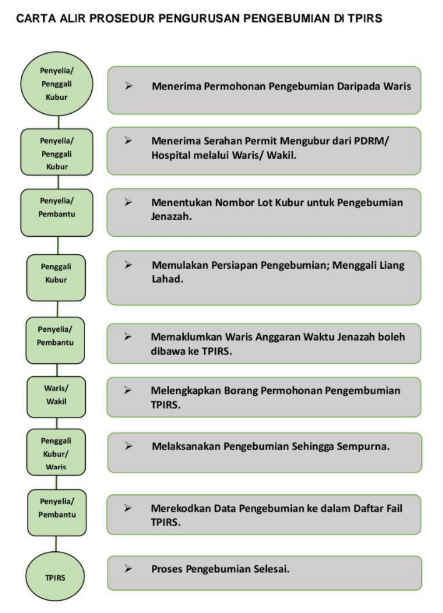 CARTA ALIR PROSEDUR PENGURUSAN PENGEBUMIAN DI TPIRS
Penyelia/
Penggali
Kubur
➢ Menerima Permohonan Pengebumian Daripada Waris
Penyelia/
Penggali
Kubur
➢ Menerima Serahan Permit Mengubur dari PDRM/
Hospital melalui Waris/ Wakil.
Penyelia/
Pembantu
➢ Menentukan Nombor Lot Kubur untuk Pengebumian
Jenazah.
Penggali
Kubur
➢ Memulakan Persiapan Pengebumian; Menggali Liang
Lahad.
Penyelia/
Pembantu
➢ Memaklumkan Waris Anggaran Waktu Jenazah boleh
dibawa ke TPIRS.
Waris/
Wakil
➢ Melengkapkan Borang Permohonan Pengembumian
TPIRS.
Penggali
Kubur/
Waris
➢ Melaksanakan Pengebumian Sehingga Sempurna.
Penyelia/
Pembantu
➢ Merekodkan Data Pengebumian ke dalam Daftar Fail
TPIRS.
TPIRS
➢ Proses Pengebumian Selesai.